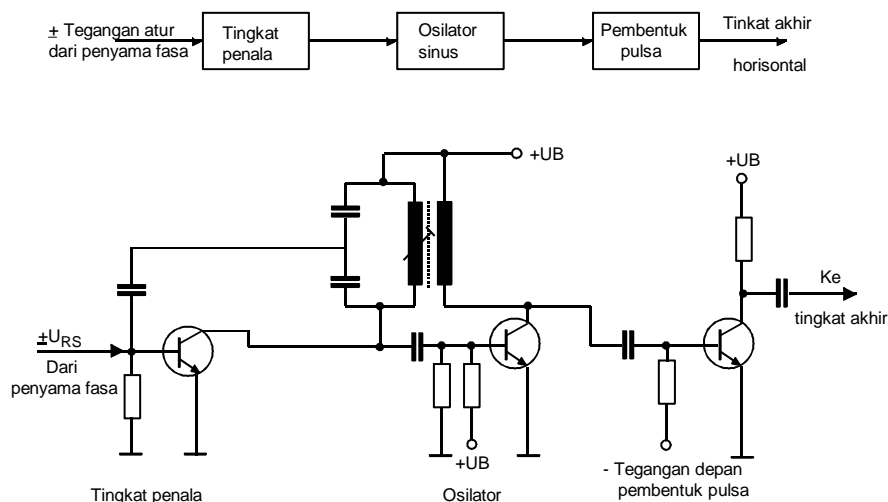 ± Tegangan atur
dari penyama fasa
Tingkat
penala
Osilator
sinus
Pembentuk
pulsa
Tinkat akhir
horisontal
+UB
+UB
±URS
Dari
penyama fasa
Ke
tingkat akhir
+UB
- Tegangan depan
pembentuk pulsa
Tingkat penala
Osilator